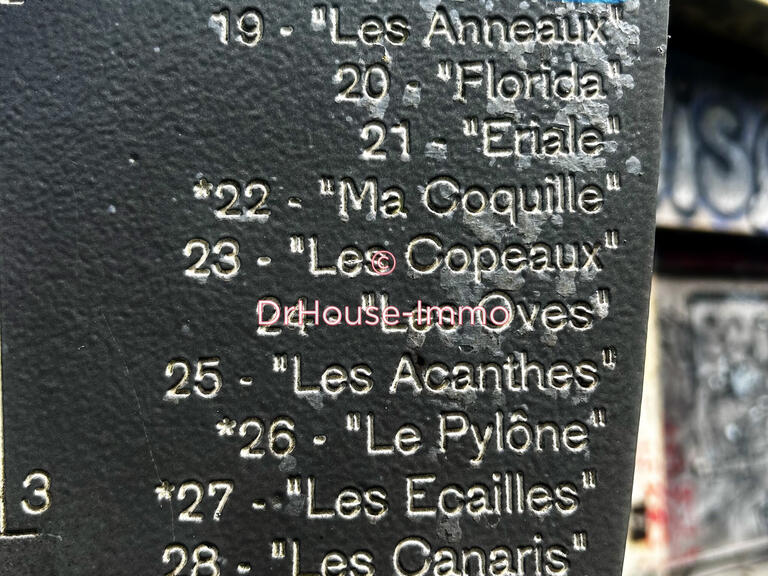 19 - "Les Anneaux"
20 - "Florida"
21 - "Eriale"
*22 - "Ma Coquille"
23 - "Les Copeaux"
©
DrHouse-Immo
24 - "Les Oves"
25 - "Les Acanthes"
*26 - "Le Pylône"
3
*27 - "Les Ecailles"
28 - "Les Canaris"